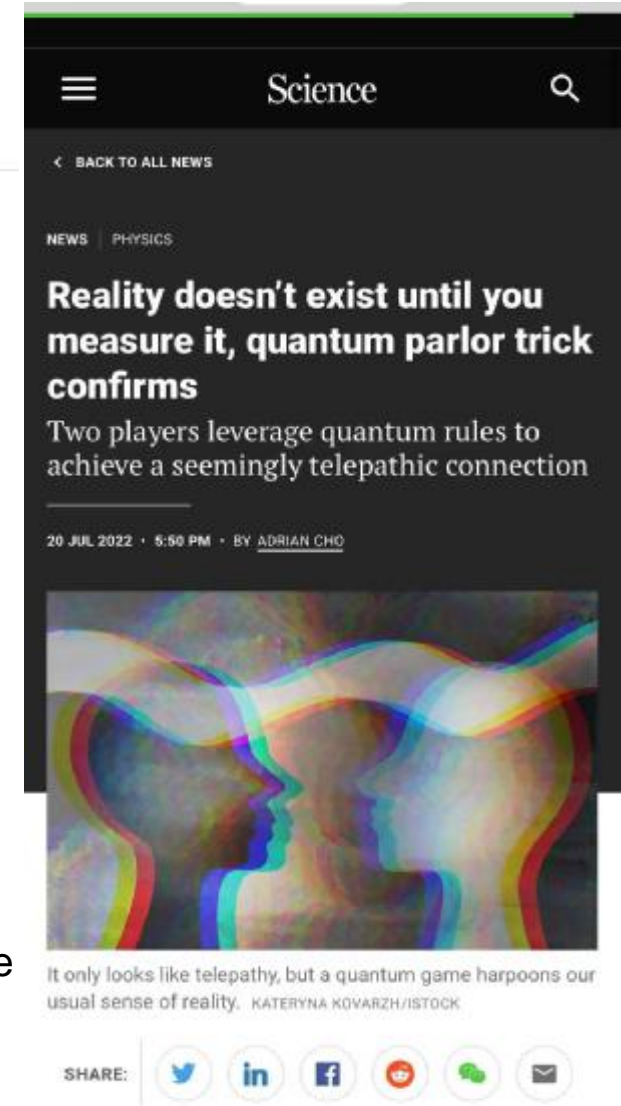 Science
< BACK TO ALL NEWS
NEWS | PHYSICS
Reality doesn't exist until you
measure it, quantum parlor trick
confirms
Two players leverage quantum rules to
achieve a seemingly telepathic connection
20 JUL 2022 • 5:50 PM • BY ADRIAN CHO
e
It only looks like telepathy, but a quantum game harpoons our
usual sense of reality. KATERYNA KOVARZH/ISTOCK
SHARE: